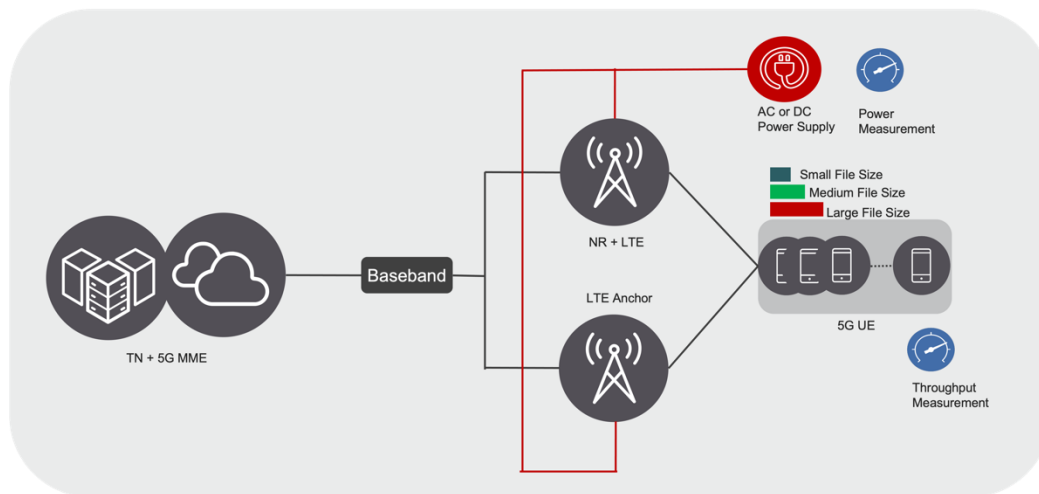 AC or DC
Power Supply
Power
Measurement
Small File Size
Medium File Size
Large File Size
NR + LTE
Baseband
LTE Anchor
5G UE
TN + 5G MME
Throughput
Measurement